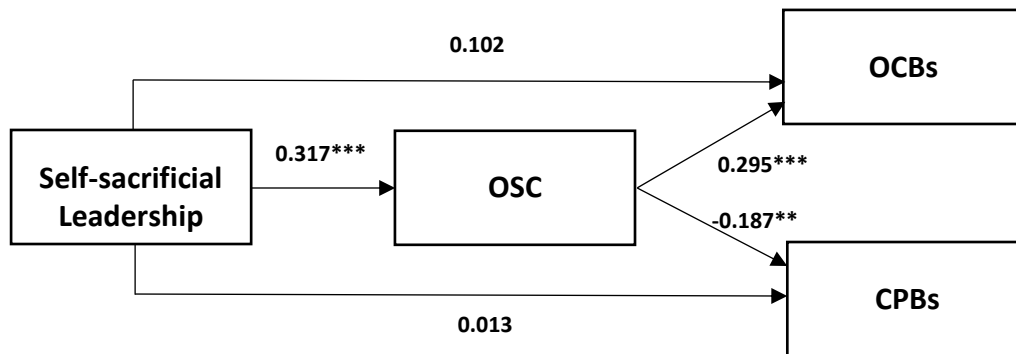 0.102
OCBs
0.317***
Self-sacrificial
Leadership
OSC
0.295***
-0.187**
CPBs
0.013